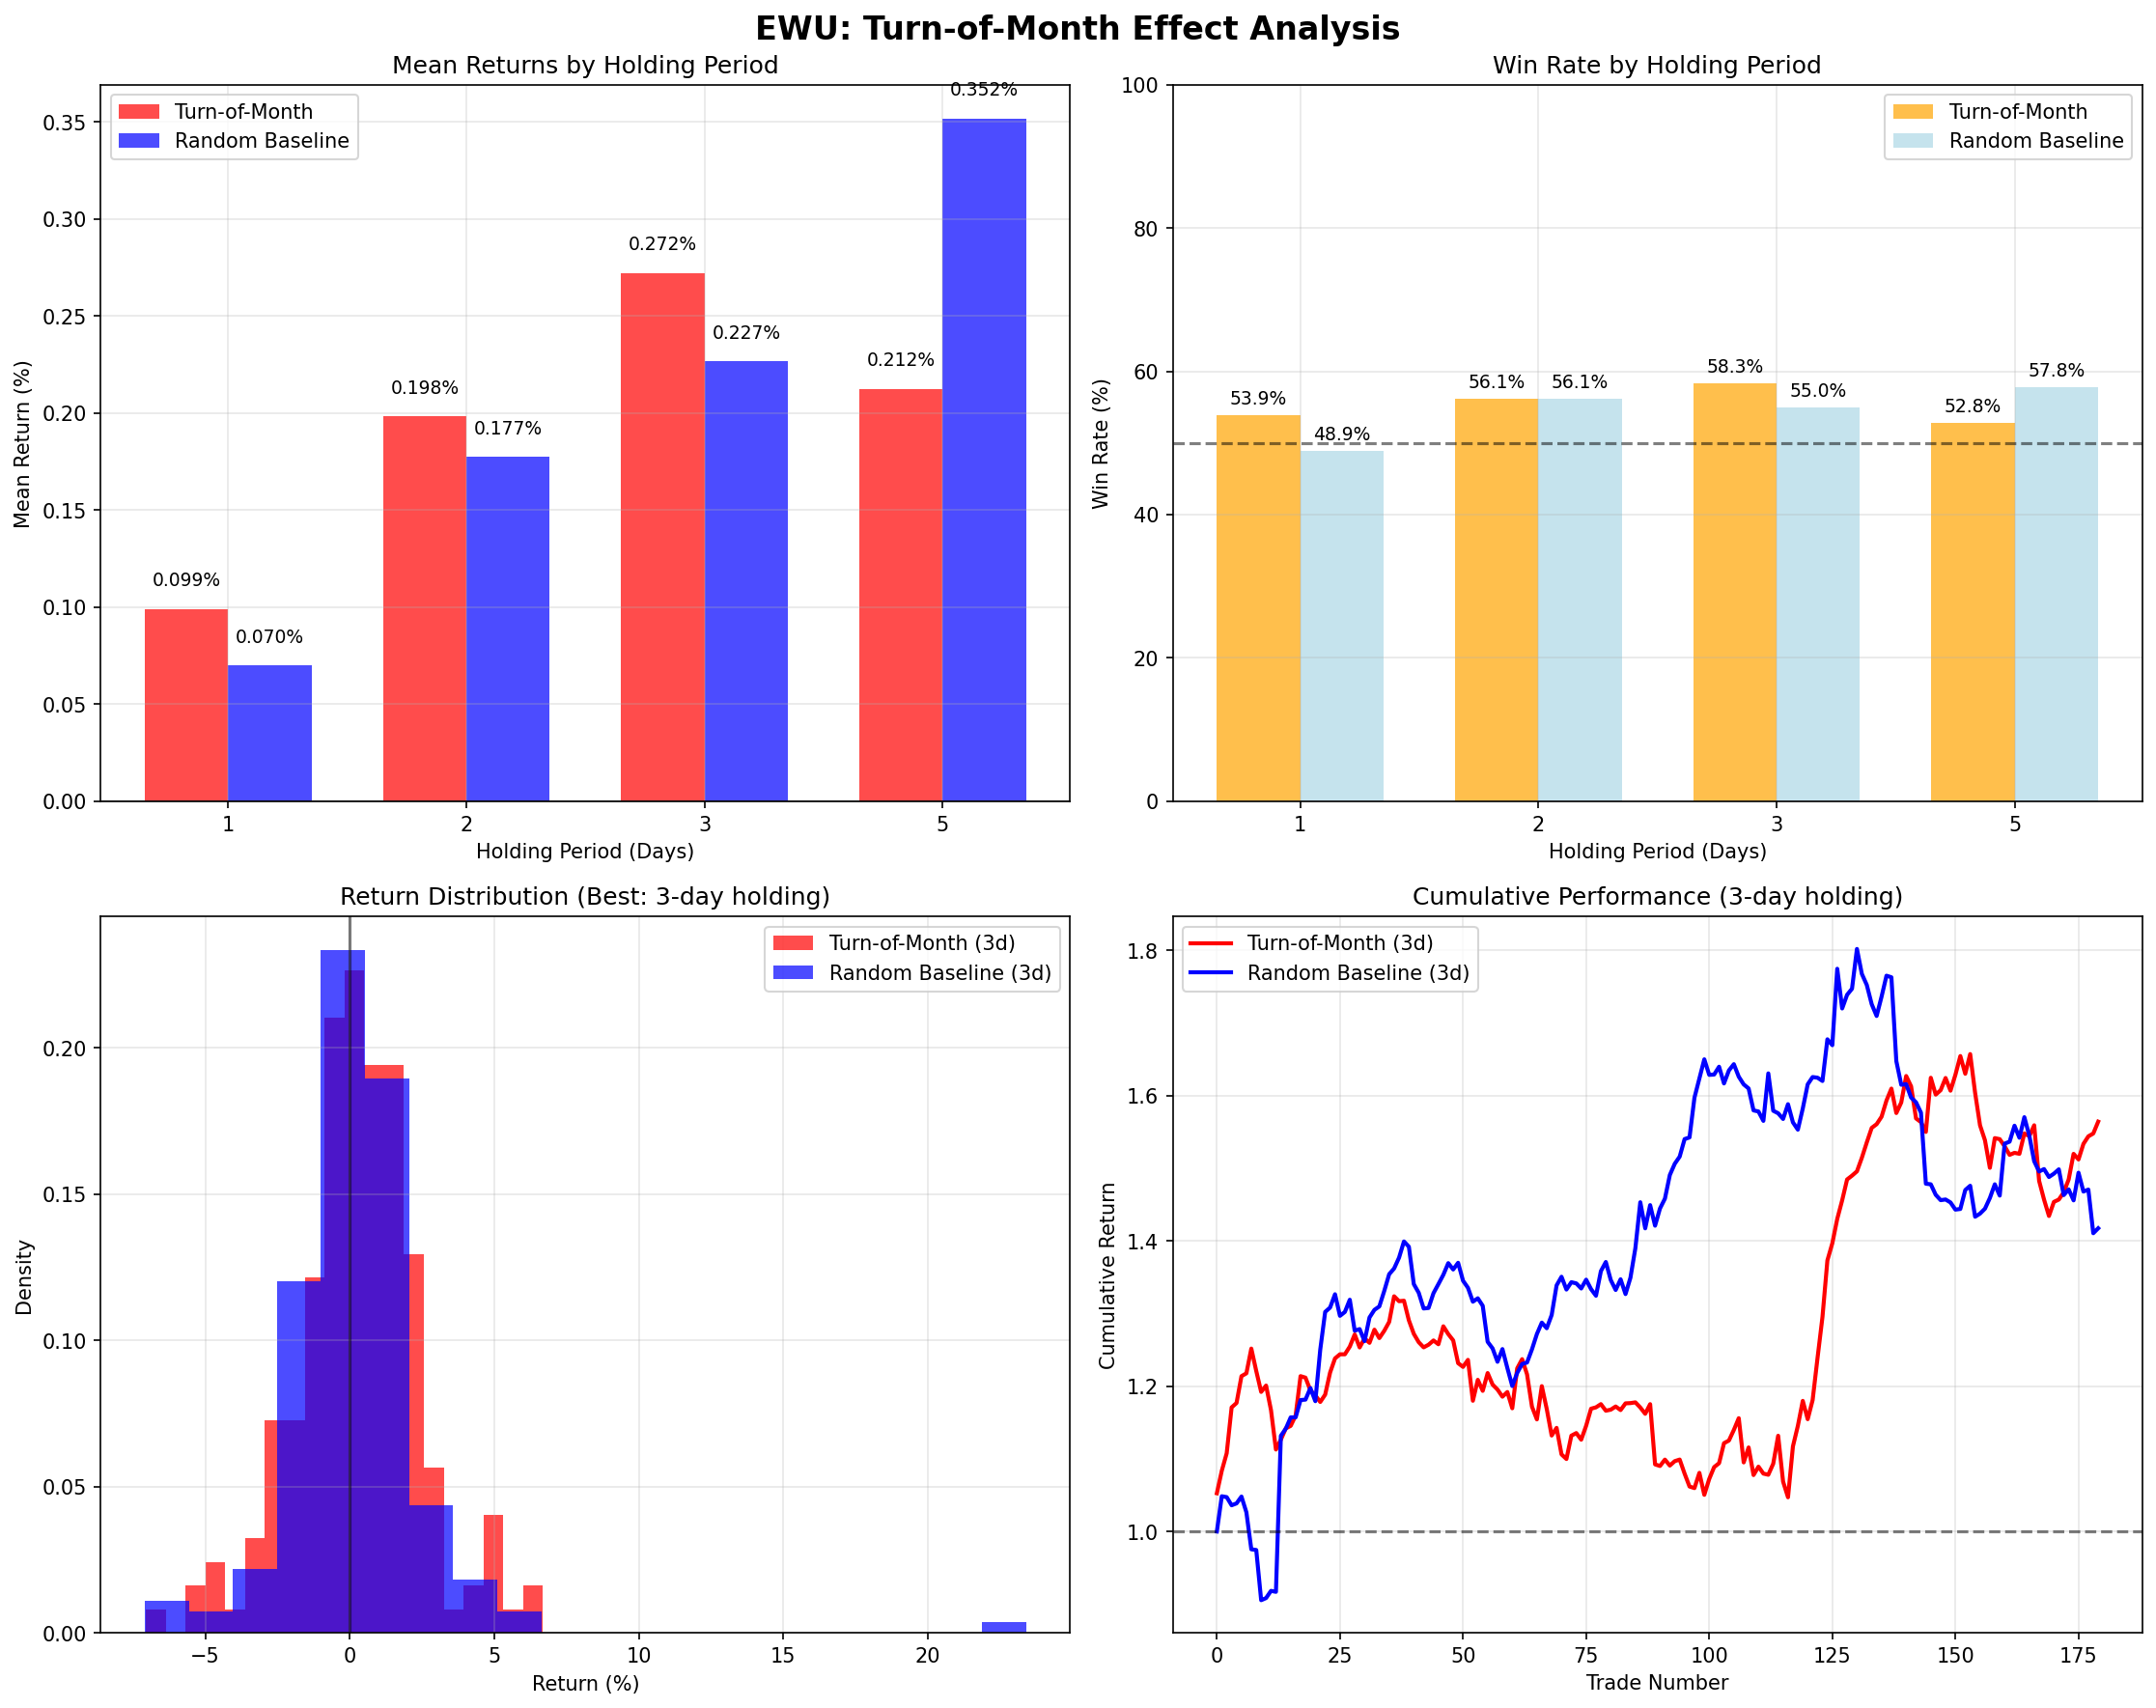 EWU: Turn-of-Month Effect Analysis
Mean Returns by Holding Period
Turn-of-Month
Random Baseline
0.099%
0.070%
0.198%
0.177%
0.272%
0.227%
0.212%
0.352%
0.35
0.30
0.25
0.20
0.15
0.10
0.05
0.00
Mean Return (%)
1
2
3
5
Holding Period (Days)
Win Rate by Holding Period
Turn-of-Month
Random Baseline
53.9%
48.9%
56.1%
56.1%
58.3%
55.0%
52.8%
57.8%
100
80
60
40
20
0
Win Rate (%)
1
2
3
5
Holding Period (Days)
Return Distribution (Best: 3-day holding)
Turn-of-Month (3d)
Random Baseline (3d)
0.20
0.15
0.10
0.05
0.00
Density
−5
0
5
10
15
20
Return (%)
Cumulative Performance (3-day holding)
Turn-of-Month (3d)
Random Baseline (3d)
1.8
1.6
1.4
1.2
1.0
Cumulative Return
0
25
50
75
100
125
150
175
Trade Number